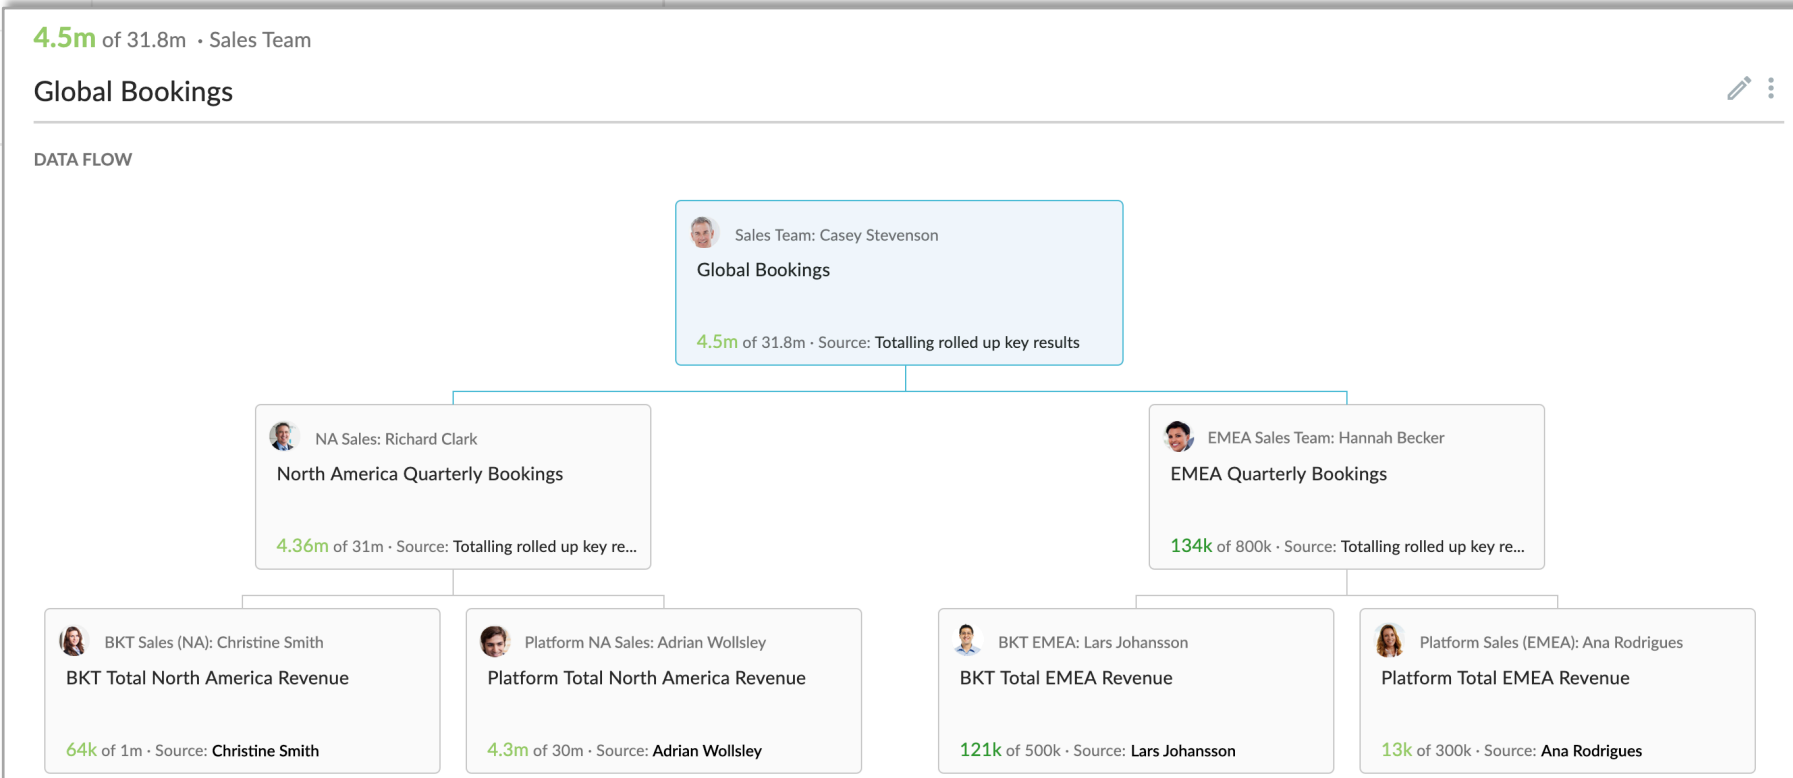 4.5m of 31.8m · Sales Team
Global Bookings
DATA FLOW
Sales Team: Casey Stevenson
Global Bookings
4.5m of 31.8m · Source: Totalling rolled up key results
NA Sales: Richard Clark
North America Quarterly Bookings
4.36m of 31m · Source: Totalling rolled up key re...
EMEA Sales Team: Hannah Becker
EMEA Quarterly Bookings
134k of 800k · Source: Totalling rolled up key re...
BKT Sales (NA): Christine Smith
BKT Total North America Revenue
64k of 1m · Source: Christine Smith
Platform NA Sales: Adrian Wollsley
Platform Total North America Revenue
4.3m of 30m · Source: Adrian Wollsley
BKT EMEA: Lars Johansson
BKT Total EMEA Revenue
121k of 500k · Source: Lars Johansson
Platform Sales (EMEA): Ana Rodrigues
Platform Total EMEA Revenue
13k of 300k · Source: Ana Rodrigues